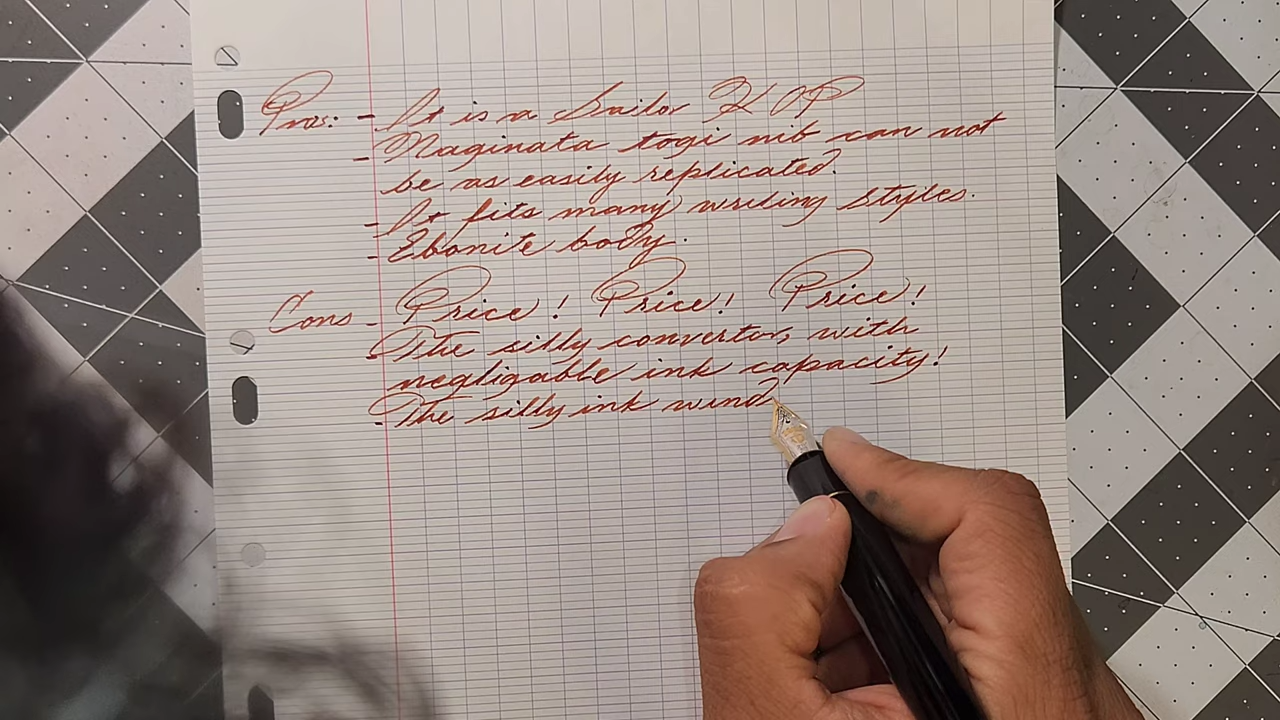 Pros: - It is a Sailor KOP
- Naginata togi nib can not
be as easily replicated.
- It fits many writing styles.
- Ebonite body.
Cons - Price! Price! Price!
- The silly convertor, with
negligable ink capacity!
- The silly ink wind